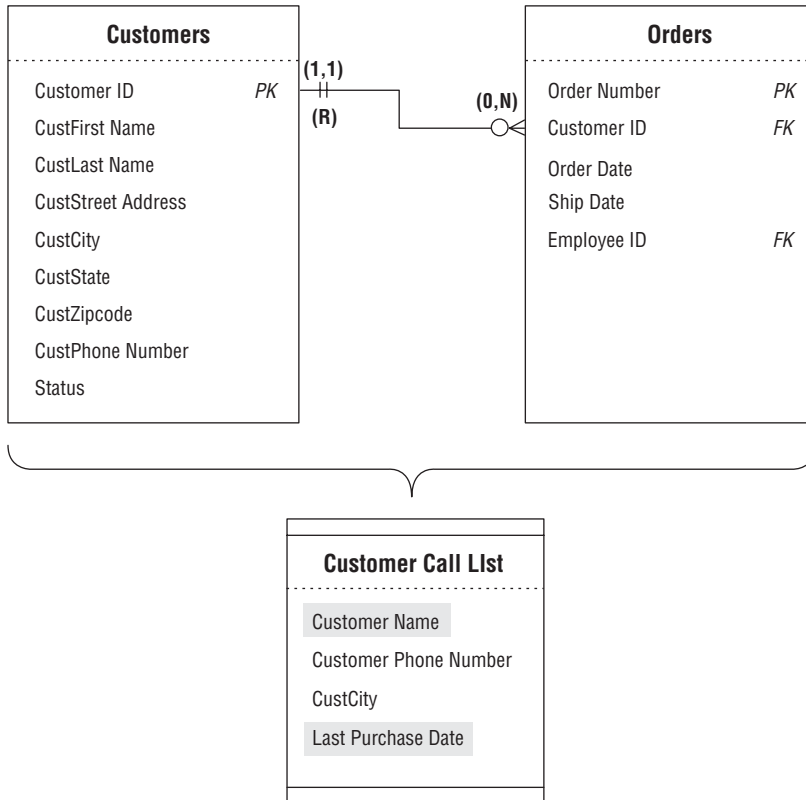 Customers
Customer ID PK
CustFirst Name
CustLast Name
CustStreet Address
CustCity
CustState
CustZipcode
CustPhone Number
Status
(1,1)
(R)
(0,N)
Orders
Order Number PK
Customer ID FK
Order Date
Ship Date
Employee ID FK
Customer Call LIst
Customer Name
Customer Phone Number
CustCity
Last Purchase Date